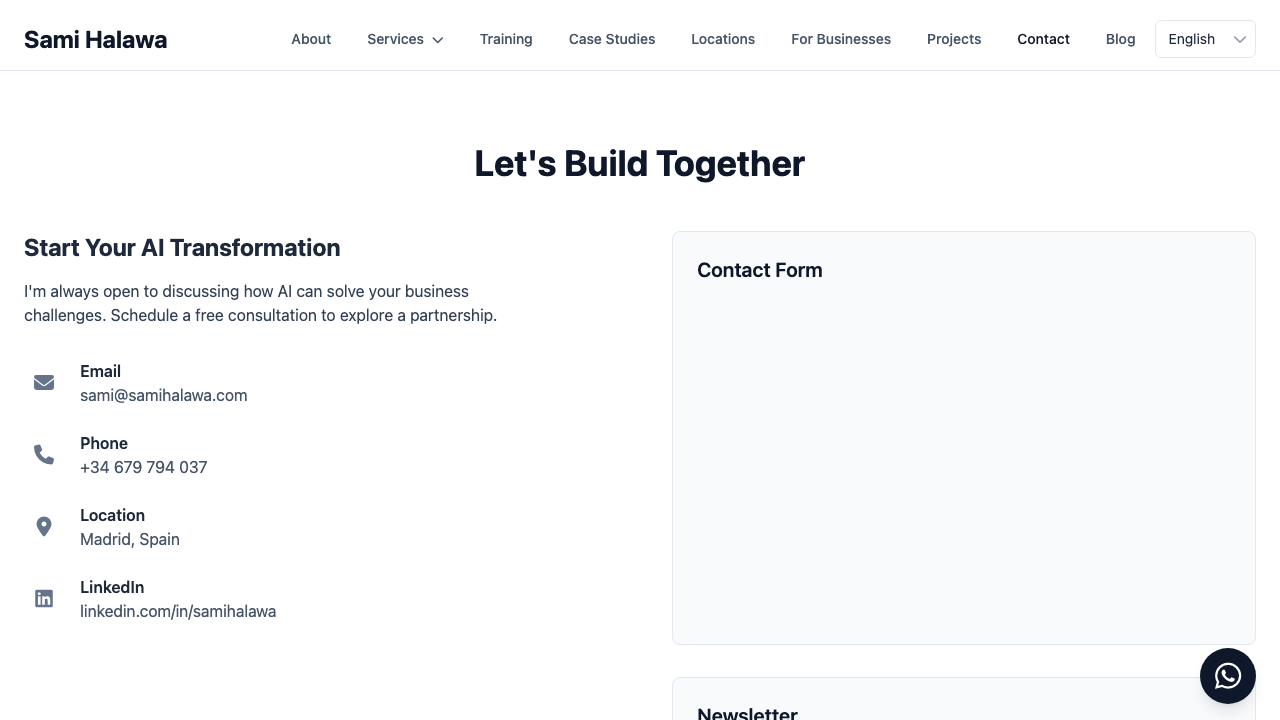 Sami Halawa
About
Services
Training
Case Studies
Locations
For Businesses
Projects
Contact
Blog
English
Let's Build Together
Start Your AI Transformation
I'm always open to discussing how AI can solve your business
challenges. Schedule a free consultation to explore a partnership.
Email
sami@samihalawa.com
Phone
+34 679 794 037
Location
Madrid, Spain
LinkedIn
linkedin.com/in/samihalawa
Contact Form
Newsletter